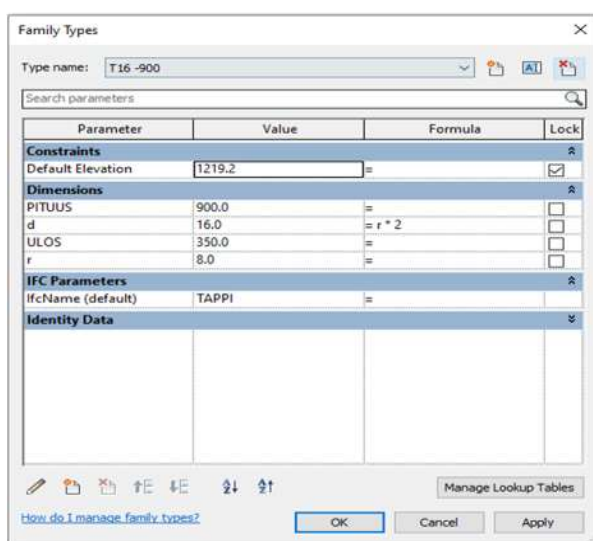 Family Types
Type name: T16 -900
Search parameters
Parameter Value Formula Lock
Constraints
Default Elevation 1219.2 =
Dimensions
PITUUS 900.0 =
d 16.0 = r * 2
ULOS 350.0 =
r 8.0 =
IFC Parameters
IfcName (default) TAPPI =
Identity Data
Manage Lookup Tables
How do I manage family types? OK Cancel Apply